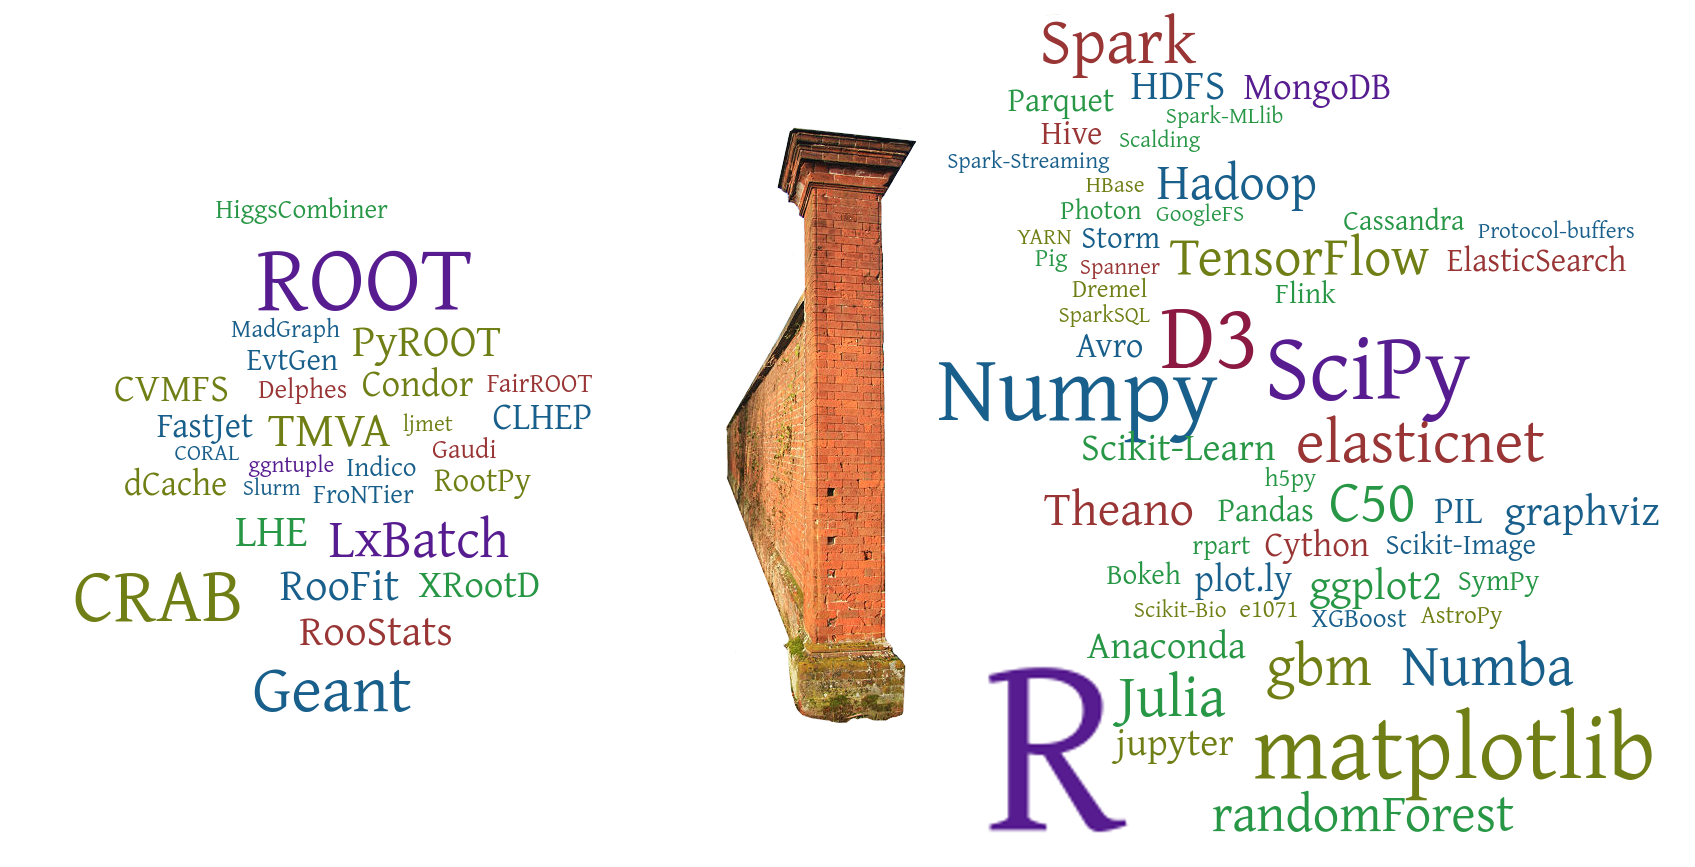 HiggsCombiner
ROOT
MadGraph PyROOT
EvtGen
CVMFS Delphes Condor FairROOT
FastJet TMVA ljmet CLHEP
CORAL ggntuple Indico Gaudi
dCache Slurm FroNTier RootPy
LHE LxBatch
CRAB RooFit XRootD
RooStats
Geant
Spark
Parquet HDFS MongoDB
Spark-MLlib
Hive Scalding
Spark-Streaming
HBase Hadoop
Photon GoogleFS Cassandra Protocol-buffers
YARN Storm TensorFlow ElasticSearch
Pig Spanner
Dremel Flink
SparkSQL
Avro D3 SciPy
Numpy
Scikit-Learn elasticnet
h5py
Theano Pandas C50 PIL graphviz
rpart Cython Scikit-Image
Bokeh plot.ly ggplot2 SymPy
Scikit-Bio e1071 XGBoost AstroPy
Anaconda gbm Numba
R Julia
jupyter matplotlib
randomForest